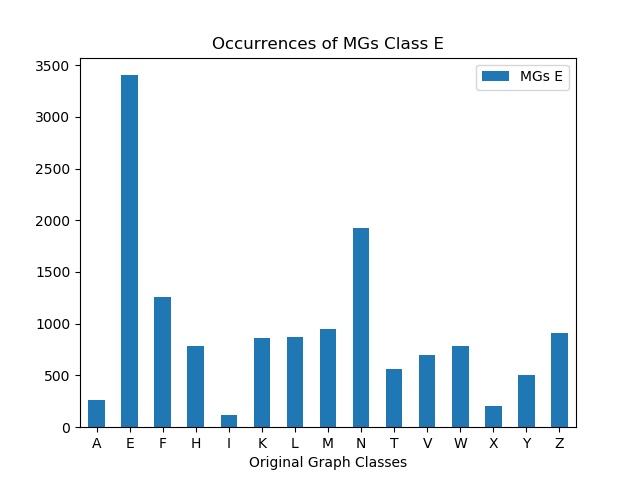 Occurrences of MGs Class E
MGs E
3500
3000
2500
2000
1500
1000
500
0
A E F H I K L M N T V W X Y Z
Original Graph Classes